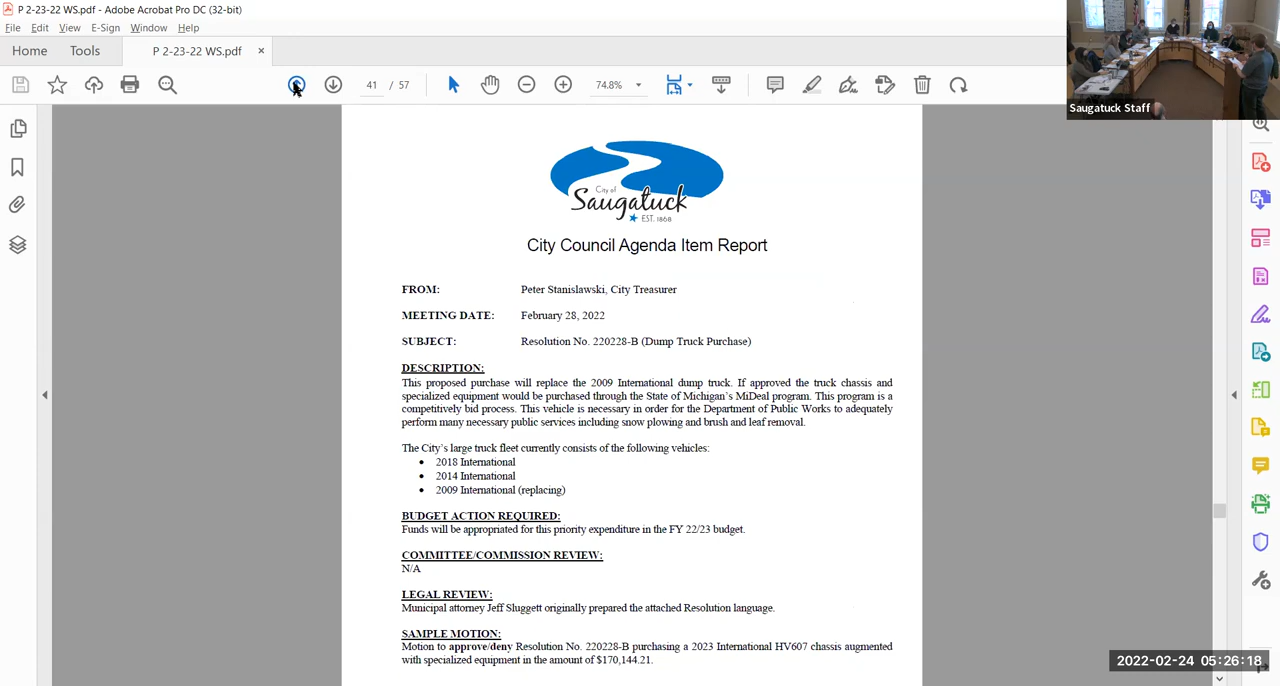 P 2-23-22 WS.pdf - Adobe Acrobat Pro DC (32-bit)
File Edit View E-Sign Window Help
Home Tools P 2-23-22 WS.pdf ×
41 / 57 74.8%
Saugatuck Staff
City of
Saugatuck
EST. 1868
City Council Agenda Item Report
FROM: Peter Stanislawski, City Treasurer
MEETING DATE: February 28, 2022
SUBJECT: Resolution No. 220228-B (Dump Truck Purchase)
DESCRIPTION:
This proposed purchase will replace the 2009 International dump truck. If approved the truck chassis and
specialized equipment would be purchased through the State of Michigan's MiDeal program. This program is a
competitively bid process. This vehicle is necessary in order for the Department of Public Works to adequately
perform many necessary public services including snow plowing and brush and leaf removal.
The City's large truck fleet currently consists of the following vehicles:
• 2018 International
• 2014 International
• 2009 International (replacing)
BUDGET ACTION REQUIRED:
Funds will be appropriated for this priority expenditure in the FY 22/23 budget.
COMMITTEE/COMMISSION REVIEW:
N/A
LEGAL REVIEW:
Municipal attorney Jeff Sluggett originally prepared the attached Resolution language.
SAMPLE MOTION:
Motion to approve/deny Resolution No. 220228-B purchasing a 2023 International HV607 chassis augmented
with specialized equipment in the amount of $170,144.21.
2022-02-24 05:26:18